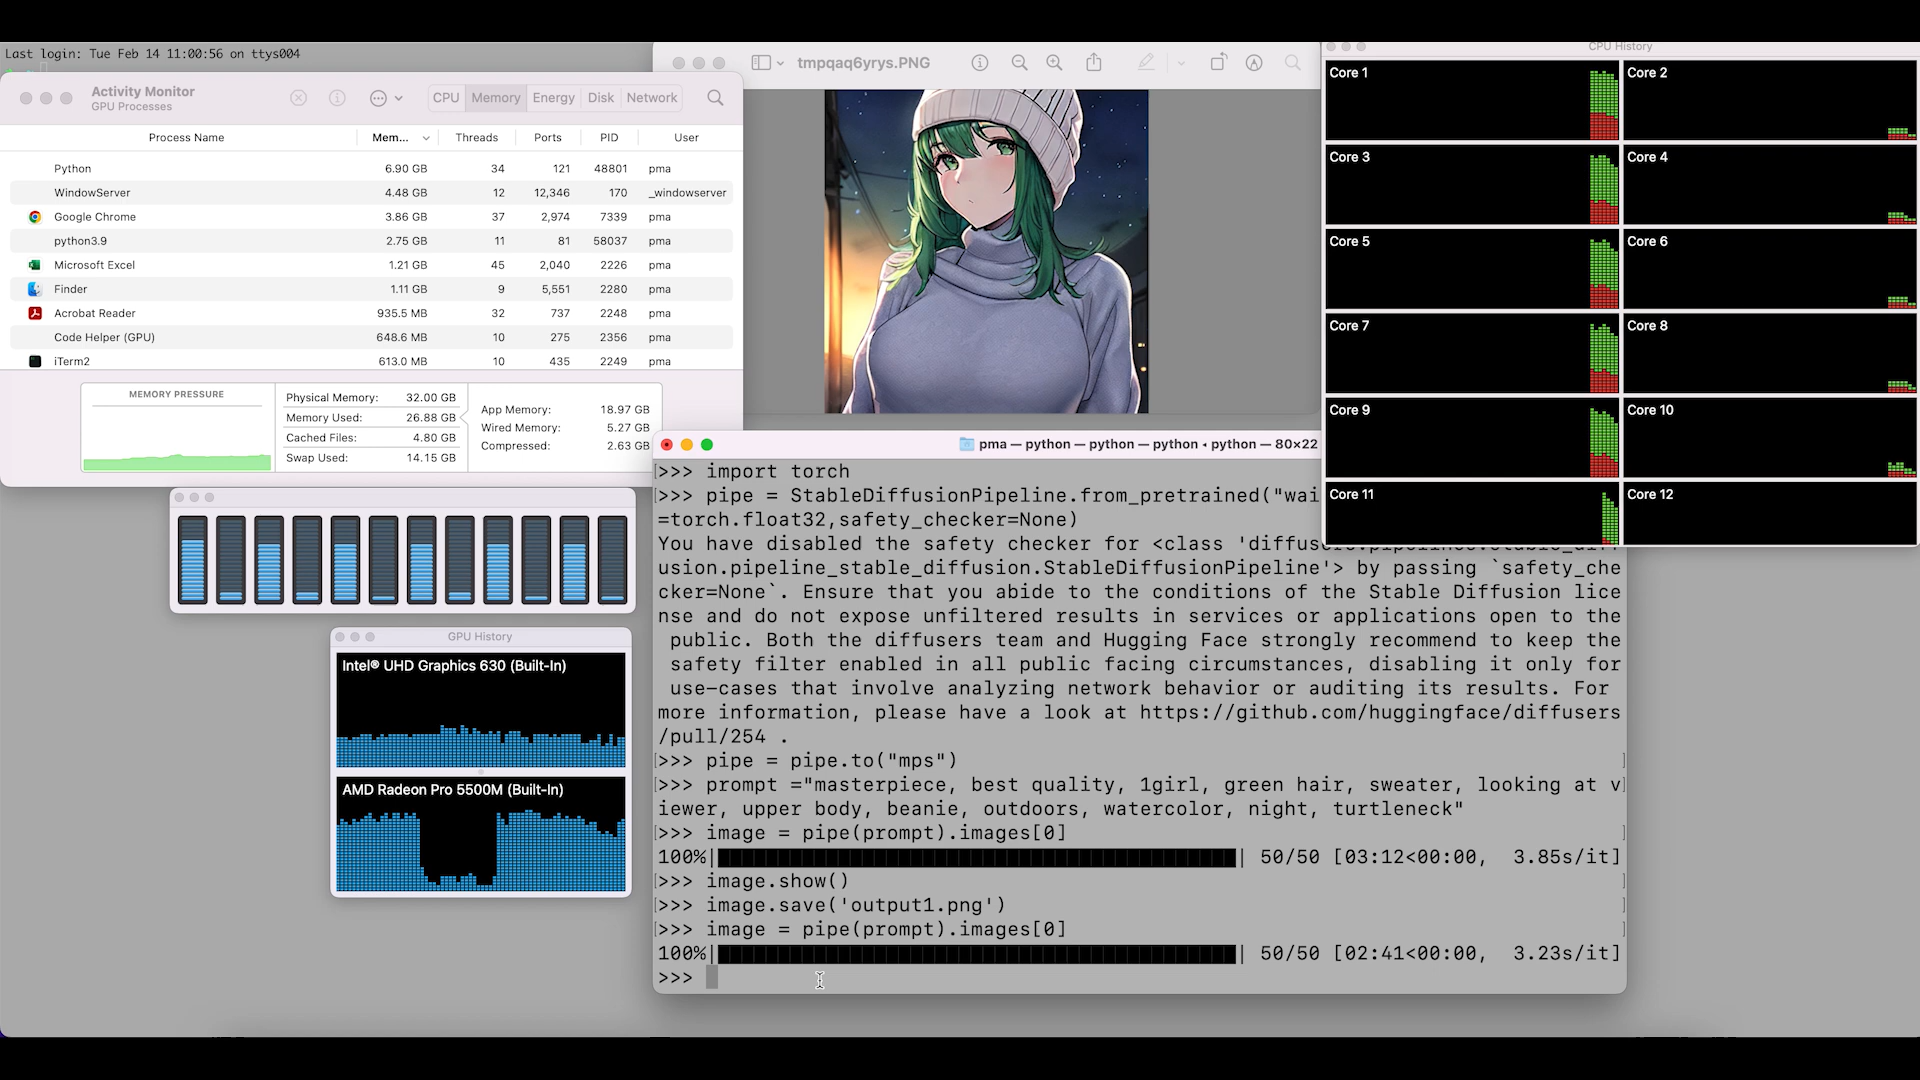 Last login: Tue Feb 14 11:00:56 on ttys004
Activity Monitor
GPU Processes
CPU Memory Energy Disk Network
Process Name Mem... Threads Ports PID User
Python 6.90 GB 34 121 48801 pma
WindowServer 4.48 GB 12 12,346 170 _windowserver
Google Chrome 3.86 GB 37 2,974 7339 pma
python3.9 2.75 GB 11 81 58037 pma
Microsoft Excel 1.21 GB 45 2,040 2226 pma
Finder 1.11 GB 9 5,551 2280 pma
Acrobat Reader 935.5 MB 32 737 2248 pma
Code Helper (GPU) 648.6 MB 10 275 2356 pma
iTerm2 613.0 MB 10 435 2249 pma
MEMORY PRESSURE
Physical Memory: 32.00 GB
Memory Used: 26.88 GB
Cached Files: 4.80 GB
Swap Used: 14.15 GB
App Memory: 18.97 GB
Wired Memory: 5.27 GB
Compressed: 2.63 GB
GPU History
Intel® UHD Graphics 630 (Built-In)
AMD Radeon Pro 5500M (Built-In)
tmpqaq6yrys.PNG
CPU History
Core 1 Core 2
Core 3 Core 4
Core 5 Core 6
Core 7 Core 8
Core 9 Core 10
Core 11 Core 12
pma — python — python — python ◂ python — 80×22
>>> import torch
>>> pipe = StableDiffusionPipeline.from_pretrained("wai
=torch.float32,safety_checker=None)
You have disabled the safety checker for <class 'diffusers.pipelines.stable_diff
usion.pipeline_stable_diffusion.StableDiffusionPipeline'> by passing `safety_che
cker=None`. Ensure that you abide to the conditions of the Stable Diffusion lice
nse and do not expose unfiltered results in services or applications open to the
public. Both the diffusers team and Hugging Face strongly recommend to keep the
safety filter enabled in all public facing circumstances, disabling it only for
use-cases that involve analyzing network behavior or auditing its results. For
more information, please have a look at https://github.com/huggingface/diffusers
/pull/254 .
>>> pipe = pipe.to("mps")
>>> prompt ="masterpiece, best quality, 1girl, green hair, sweater, looking at v
iewer, upper body, beanie, outdoors, watercolor, night, turtleneck"
>>> image = pipe(prompt).images[0]
100%| | 50/50 [03:12<00:00, 3.85s/it]
>>> image.show()
>>> image.save('output1.png')
>>> image = pipe(prompt).images[0]
100%| | 50/50 [02:41<00:00, 3.23s/it]
>>>